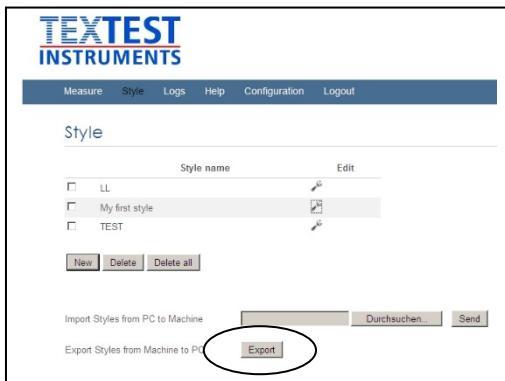 TEXTEST
INSTRUMENTS
Measure Style Logs Help Configuration Logout
Style
Style name Edit
LL
My first style
TEST
New Delete Delete all
Import Styles from PC to Machine Durchsuchen... Send
Export Styles from Machine to PC Export